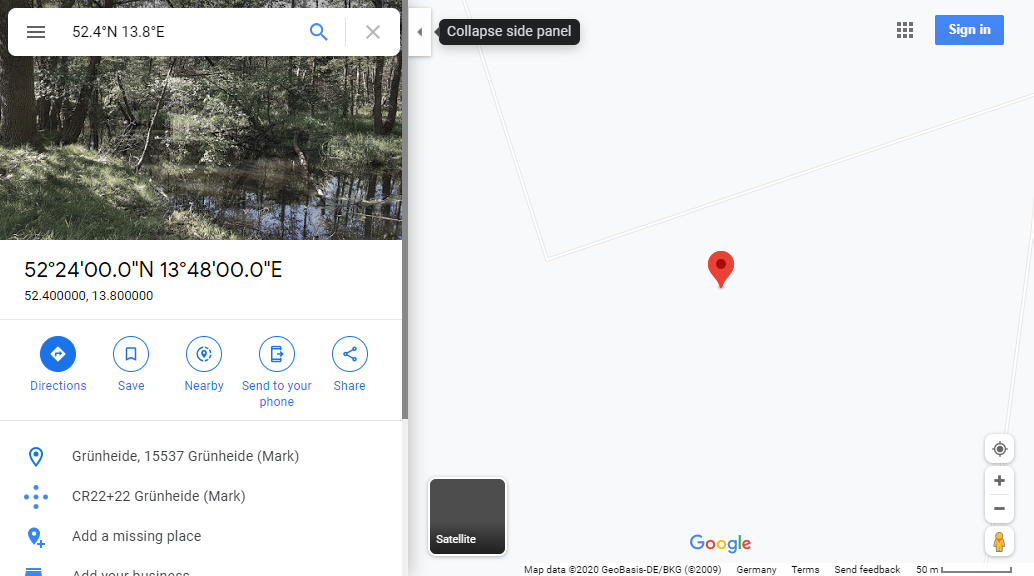 52.4°N 13.8°E
Collapse side panel
Sign in
52°24'00.0"N 13°48'00.0"E
52.400000, 13.800000
Directions
Save
Nearby
Send to your
phone
Share
Grünheide, 15537 Grünheide (Mark)
CR22+22 Grünheide (Mark)
Add a missing place
Add your business
Satellite
Google
Map data ©2020 GeoBasis-DE/BKG (©2009)
Germany
Terms
Send feedback
50 m